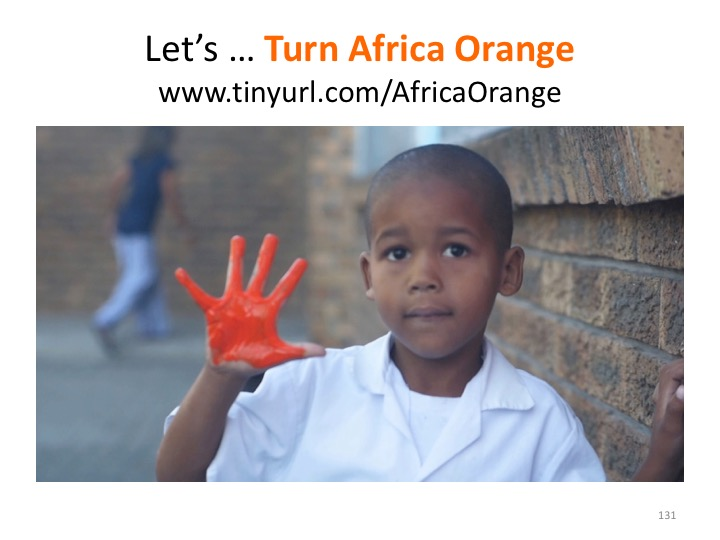 Let’s … Turn Africa Orange
www.tinyurl.com/AfricaOrange
131